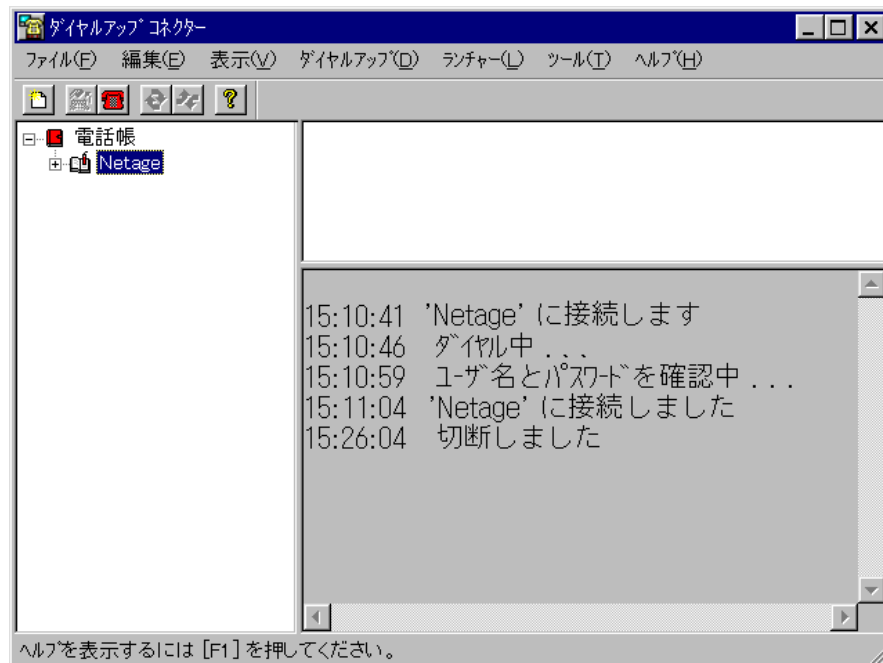 ﾀﾞｲﾔﾙｱｯﾌﾟ ｺﾈｸﾀｰ
ﾌｧｲﾙ(F) 編集(E) 表示(V) ﾀﾞｲﾔﾙｱｯﾌﾟ(D) ﾗﾝﾁｬｰ(L) ﾂｰﾙ(T) ﾍﾙﾌﾟ(H)
電話帳
Netage
15:10:41 'Netage' に接続します
15:10:46 ﾀﾞｲﾔﾙ中 . . .
15:10:59 ﾕｰｻﾞ名とﾊﾟｽﾜｰﾄﾞを確認中 . . .
15:11:04 'Netage' に接続しました
15:26:04 切断しました
ﾍﾙﾌﾟを表示するには [F1] を押してください。